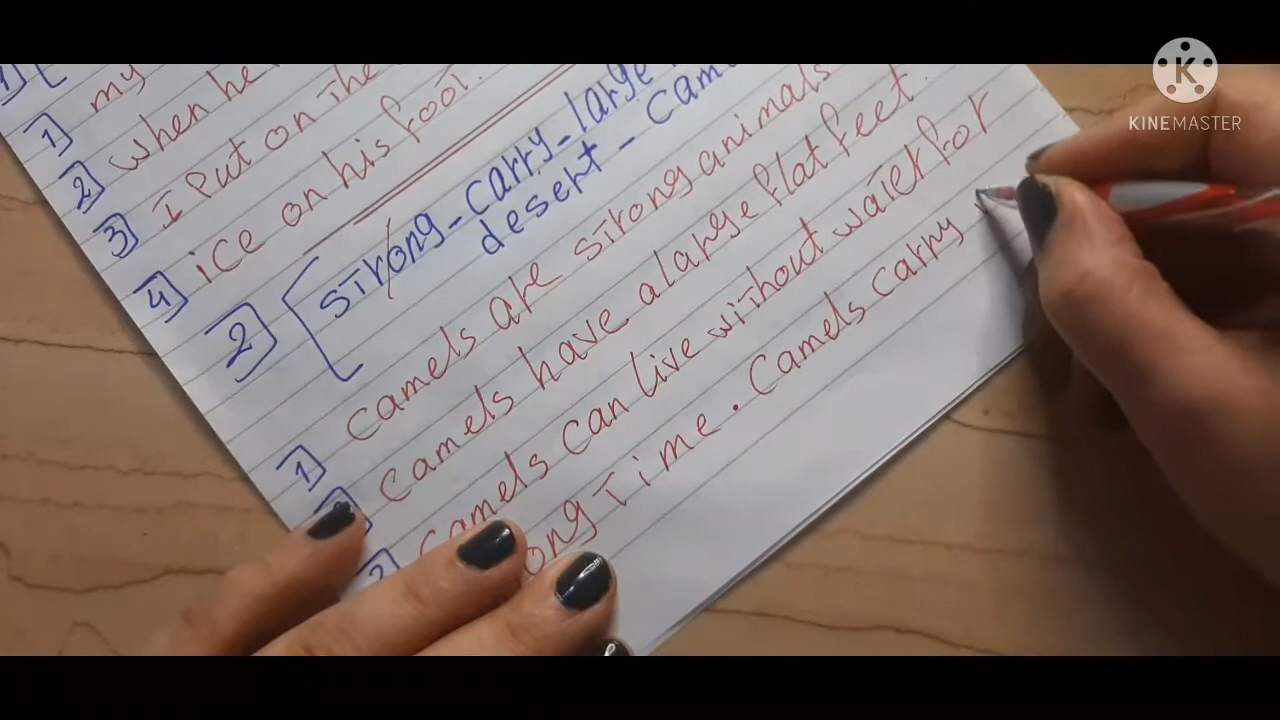 1 my
2 when he
3 I Put on The
4 ice on his foot.
2 [ strong - carry - large
desert - cam
1 camels are strong animals
camels have a large flat feet.
camels can live without water for
ong Time. Camels carry
K
KINEMASTER